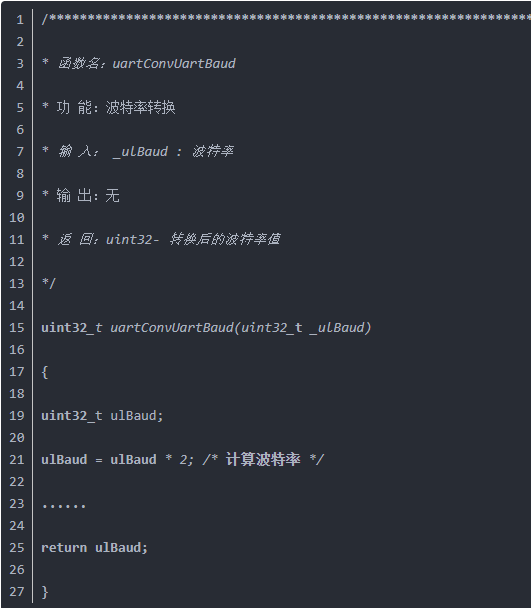 1 /*************************************************************
2
3 * 函数名：uartConvUartBaud
4
5 * 功 能：波特率转换
6
7 * 输 入： _ulBaud : 波特率
8
9 * 输 出：无
10
11 * 返 回：uint32- 转换后的波特率值
12
13 */
14
15 uint32_t uartConvUartBaud(uint32_t _ulBaud)
16
17 {
18
19 uint32_t ulBaud;
20
21 ulBaud = ulBaud * 2; /* 计算波特率 */
22
23 ......
24
25 return ulBaud;
26
27 }